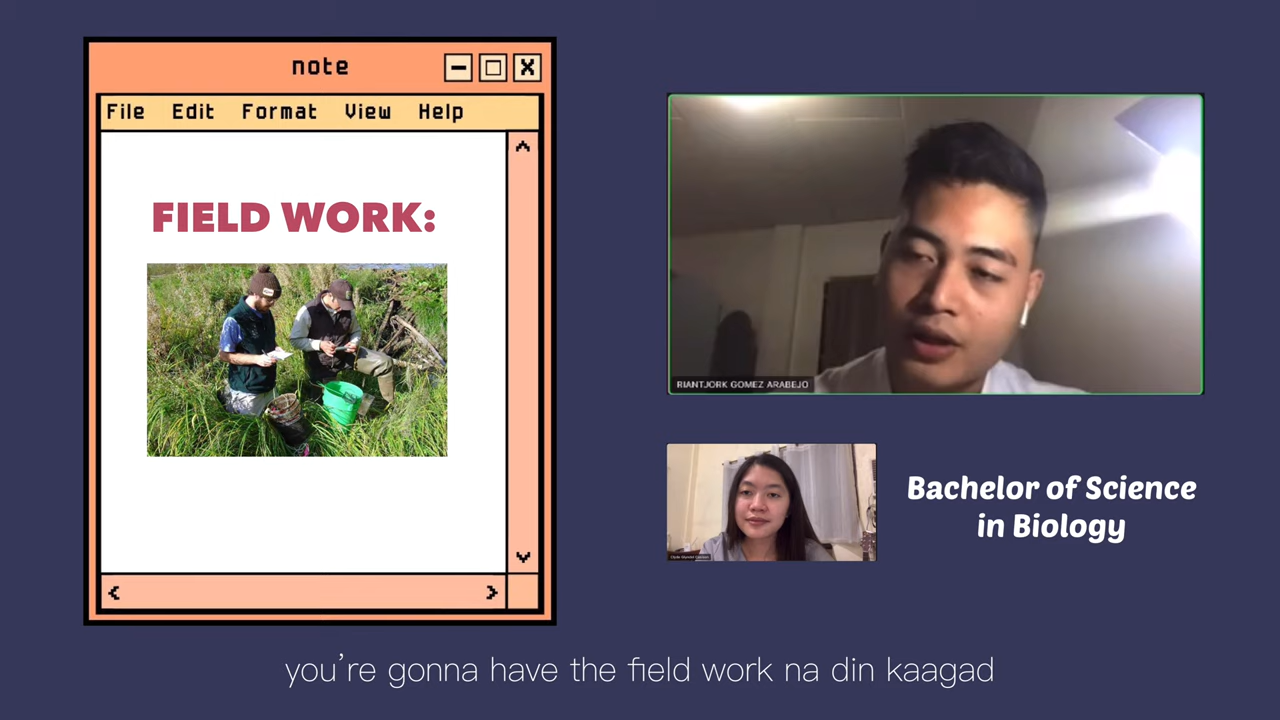 note
File Edit Format View Help
FIELD WORK:
RIANTJORK GOMEZ ARABEJO
Bachelor of Science
in Biology
you're gonna have the field work na din kaagad